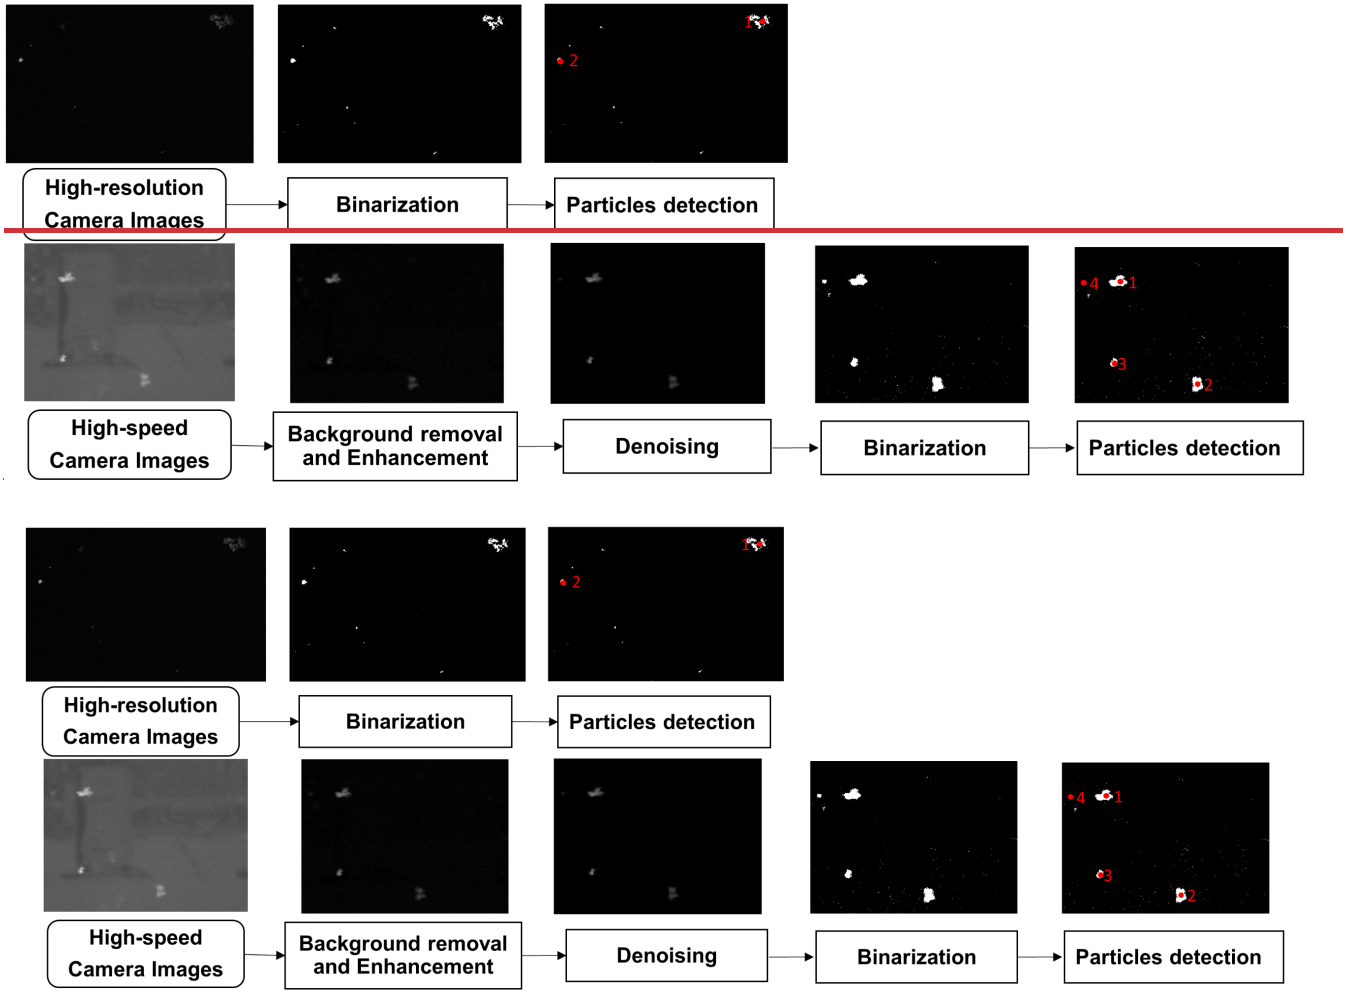 1
2
High-resolution
Camera Images
Binarization
Particles detection
4
1
3
2
High-speed
Camera Images
Background removal
and Enhancement
Denoising
Binarization
Particles detection
1
2
High-resolution
Camera Images
Binarization
Particles detection
4
1
3
2
High-speed
Camera Images
Background removal
and Enhancement
Denoising
Binarization
Particles detection